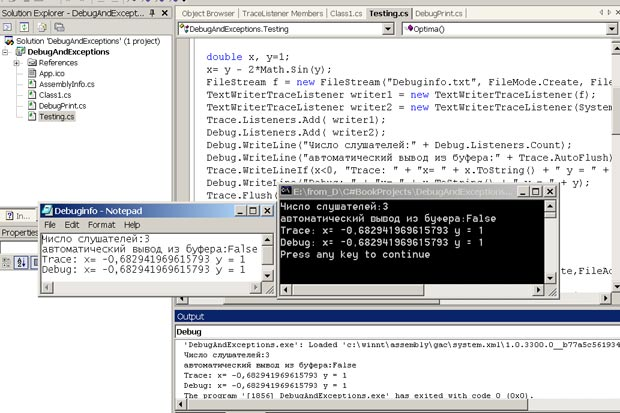 Solution Explorer - DebugAndExcept...
Object Browser TraceListener Members Class1.cs Testing.cs DebugPrint.cs
DebugAndExceptions.Testing
Optima()
Solution 'DebugAndExceptions' (1 project)
DebugAndExceptions
References
App.ico
AssemblyInfo.cs
Class1.cs
DebugPrint.cs
Testing.cs
double x, y=1;
x= y - 2*Math.Sin(y);
FileStream f = new FileStream("Debuginfo.txt", FileMode.Create, File
TextWriterTraceListener writer1 = new TextWriterTraceListener(f);
TextWriterTraceListener writer2 = new TextWriterTraceListener(System
Trace.Listeners.Add( writer1);
Debug.Listeners.Add( writer2);
Debug.WriteLine("Число слушателей:" + Debug.Listeners.Count);
Debug.WriteLine("автоматический вывод из буфера:" + Trace.AutoFlush)
Trace.WriteLineIf(x<0, "Trace: " + "x= " + x.ToString() + " y = " +
Debug.WriteLine("Debug: " + "x= " + x.ToString() + " y = " + y);
Trace.Flush(
E:\from_D\C#BookProjects\DebugAndExceptions...
Число слушателей:3
автоматический вывод из буфера:False
Trace: x= -0,682941969615793 y = 1
Debug: x= -0,682941969615793 y = 1
Press any key to continue
In...
Properties
Debuginfo - Notepad
File Edit Format Help
Число слушателей:3
автоматический вывод из буфера:False
Trace: x= -0,682941969615793 y = 1
Debug: x= -0,682941969615793 y = 1
te,FileAc
Output
Debug
'DebugAndExceptions.exe': Loaded 'c:\winnt\assembly\gac\system.xml\1.0.3300.0__b77a5c561934
Число слушателей:3
автоматический вывод из буфера:False
Trace: x= -0,682941969615793 y = 1
Debug: x= -0,682941969615793 y = 1
The program '[1856] DebugAndExceptions.exe' has exited with code 0 (0x0).